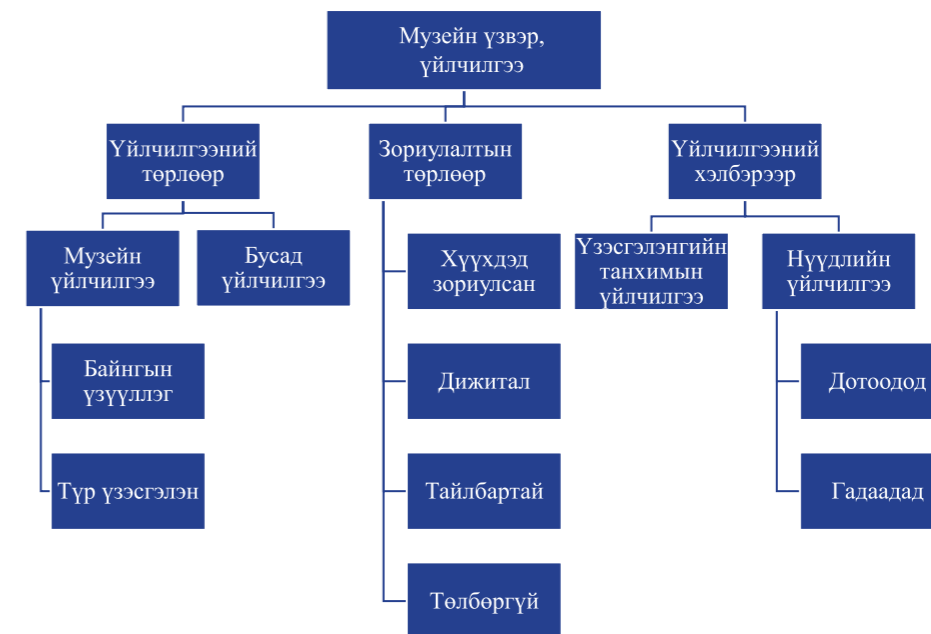 Музейн үзвэр,
үйлчилгээ
Үйлчилгээний
төрлөөр
Зориулалтын
төрлөөр
Үйлчилгээний
хэлбэрээр
Музейн
үйлчилгээ
Бусад
үйлчилгээ
Хүүхдэд
зориулсан
Үзэсгэлэнгийн
танхимын
үйлчилгээ
Нүүдлийн
үйлчилгээ
Байнгын
үзүүллэг
Дижитал
Дотоодод
Түр үзэсгэлэн
Тайлбартай
Гадаадад
Төлбөргүй